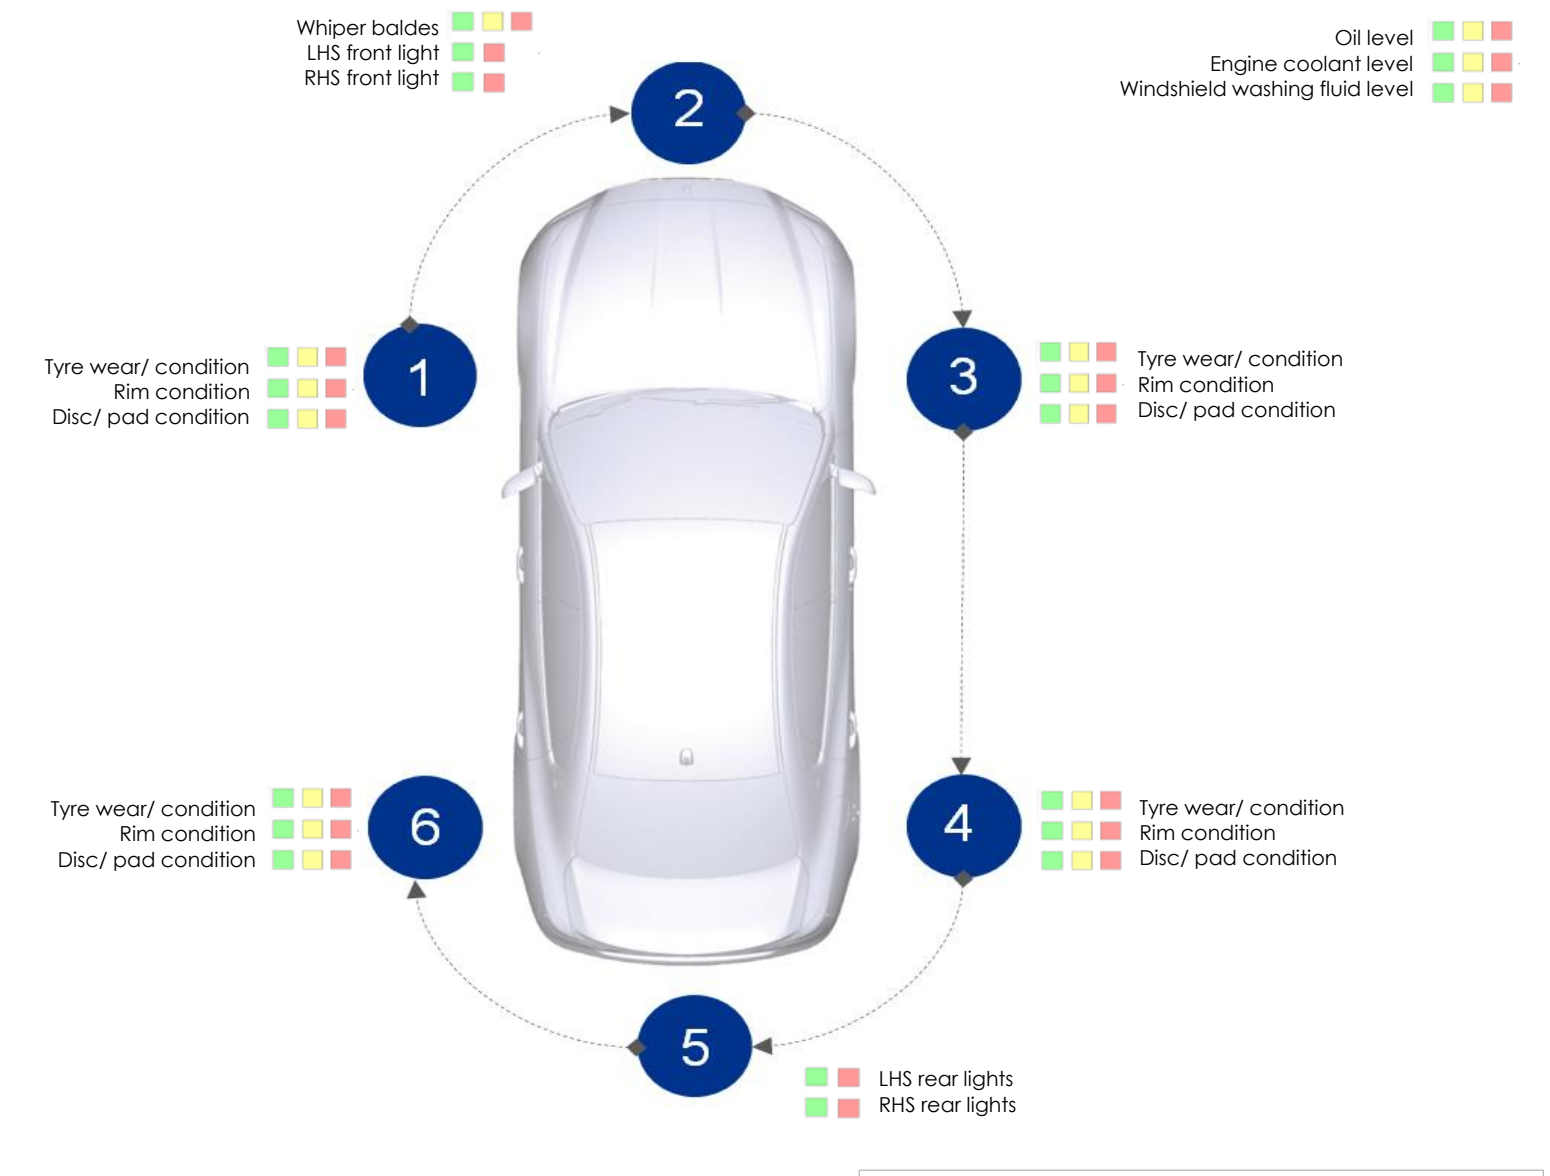 Whiper baldes
LHS front light
RHS front light
Oil level
Engine coolant level
Windshield washing fluid level
2
Tyre wear/ condition
Rim condition
Disc/ pad condition
1
3
Tyre wear/ condition
Rim condition
Disc/ pad condition
Tyre wear/ condition
Rim condition
Disc/ pad condition
6
4
Tyre wear/ condition
Rim condition
Disc/ pad condition
5
LHS rear lights
RHS rear lights